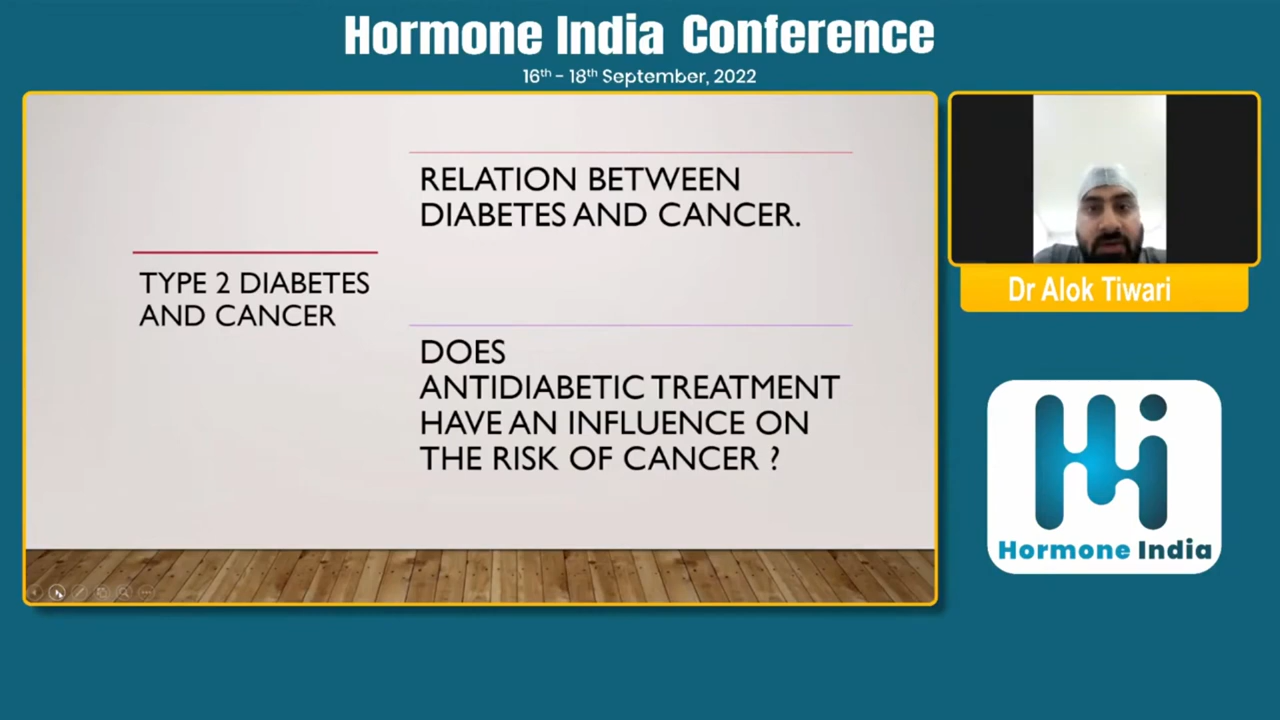 Hormone India Conference
16th - 18th September, 2022
TYPE 2 DIABETES
AND CANCER
RELATION BETWEEN
DIABETES AND CANCER.
DOES
ANTIDIABETIC TREATMENT
HAVE AN INFLUENCE ON
THE RISK OF CANCER ?
Dr Alok Tiwari
Hormone India